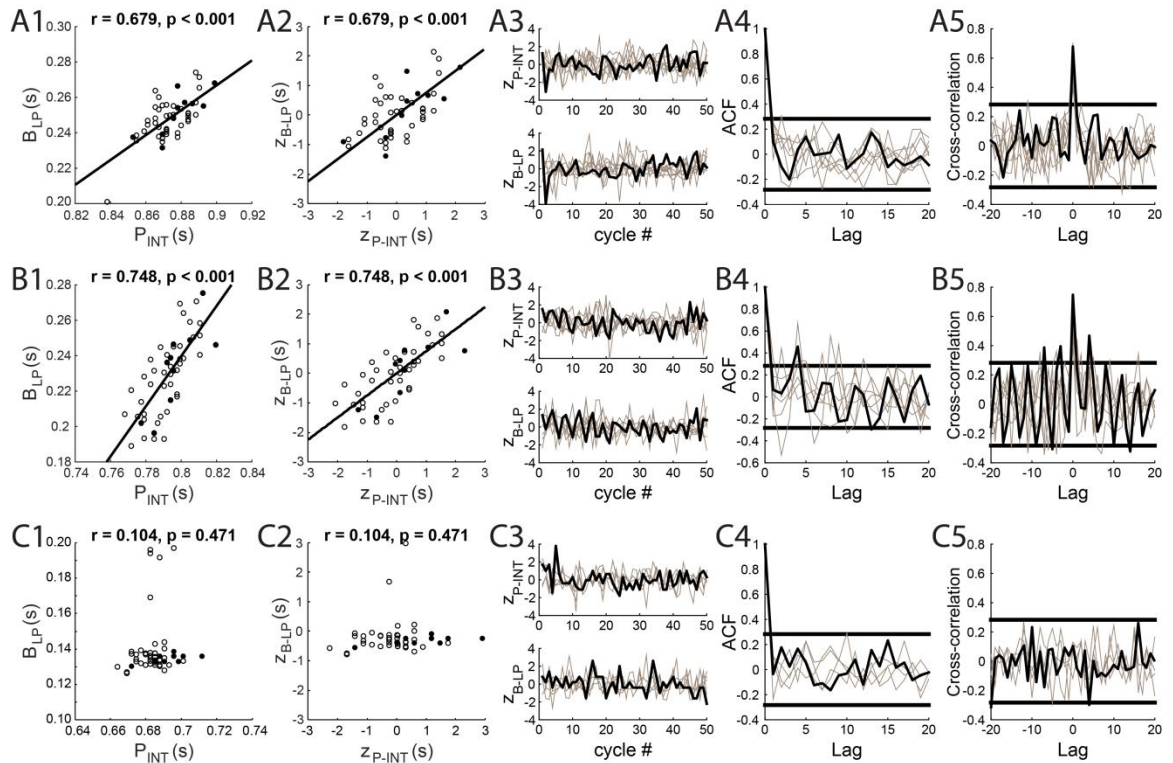 A1 r = 0.679, p < 0.001
0.28
0.26
0.24
0.22
0.20
B_LP (s)
0.82 0.84 0.86 0.88 0.9 0.92
P_INT (s)
A2 r = 0.679, p < 0.001
3
2
1
0
-1
-2
-3
z_B-LP (s)
-3 -2 -1 0 1 2 3
z_P-INT (s)
A3
4
2
0
-2
-4
z_P-INT
4
2
0
-2
-4
z_B-LP
0 10 20 30 40 50
cycle #
A4
1
0.8
0.6
0.4
0.2
0
-0.2
-0.4
ACF
0 5 10 15 20
Lag
A5
0.8
0.6
0.4
0.2
0
-0.2
-0.4
Cross-correlation
-20 -10 0 10 20
Lag
B1 r = 0.748, p < 0.001
0.28
0.26
0.24
0.22
0.2
0.18
B_LP (s)
0.74 0.76 0.78 0.8 0.82 0.84
P_INT (s)
B2 r = 0.748, p < 0.001
3
2
1
0
-1
-2
-3
z_B-LP (s)
-3 -2 -1 0 1 2 3
z_P-INT (s)
B3
4
2
0
-2
-4
z_P-INT
4
2
0
-2
-4
z_B-LP
0 10 20 30 40 50
cycle #
B4
1
0.8
0.6
0.4
0.2
0
-0.2
-0.4
-0.6
ACF
0 5 10 15 20
Lag
B5
0.8
0.6
0.4
0.2
0
-0.2
-0.4
Cross-correlation
-20 -10 0 10 20
Lag
C1 r = 0.104, p = 0.471
0.20
0.18
0.16
0.14
0.12
0.10
B_LP (s)
0.66 0.68 0.7 0.72 0.74
P_INT (s)
C2 r = 0.104, p = 0.471
3
2
1
0
-1
-2
-3
z_B-LP (s)
-3 -2 -1 0 1 2 3
z_P-INT (s)
C3
4
2
0
-2
-4
z_P-INT
4
2
0
-2
z_B-LP
0 10 20 30 40 50
cycle #
C4
1
0.8
0.6
0.4
0.2
0
-0.2
-0.4
ACF
0 5 10 15 20
Lag
C5
0.8
0.6
0.4
0.2
0
-0.2
-0.4
Cross-correlation
-20 -10 0 10 20
Lag